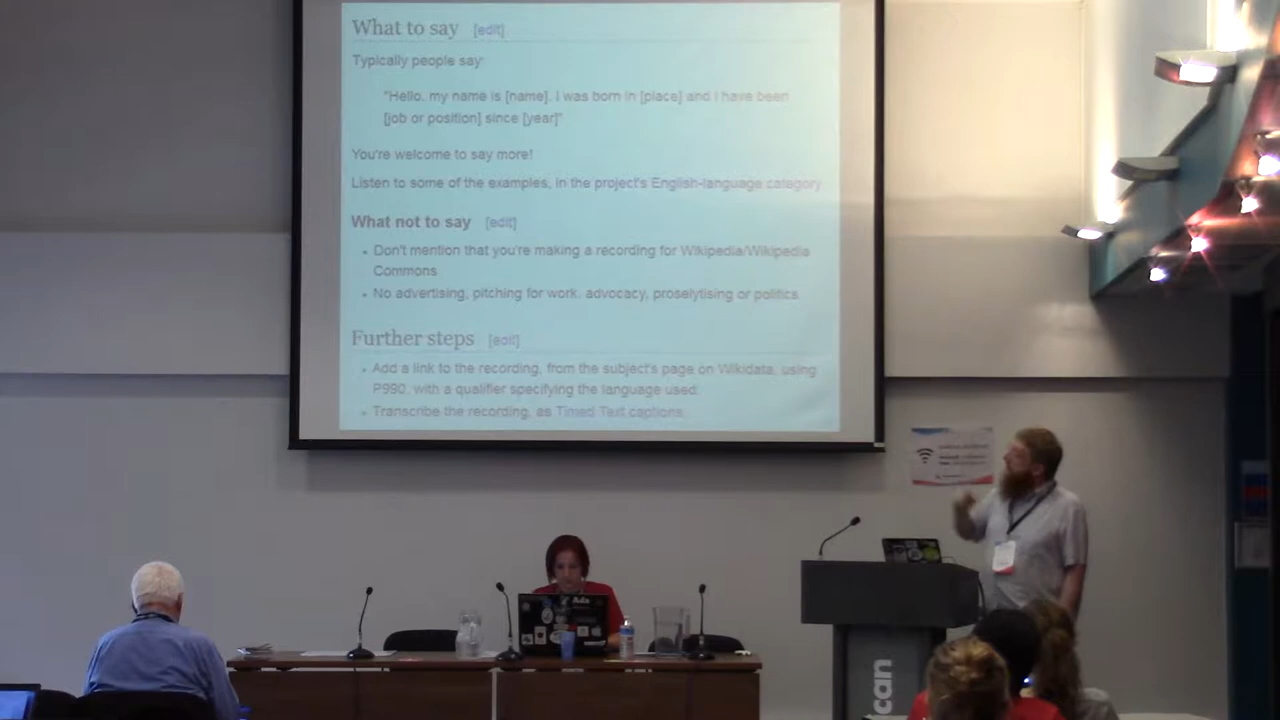 What to say [edit]
Typically people say:
"Hello, my name is [name]. I was born in [place] and I have been
[job or position] since [year]"
You're welcome to say more!
Listen to some of the examples, in the project's English-language category
What not to say [edit]
Don't mention that you're making a recording for Wikipedia/Wikipedia
Commons
No advertising, pitching for work, advocacy, proselytising or politics.
Further steps [edit]
Add a link to the recording, from the subject's page on Wikidata, using
P990, with a qualifier specifying the language used.
Transcribe the recording, as Timed Text captions.
can